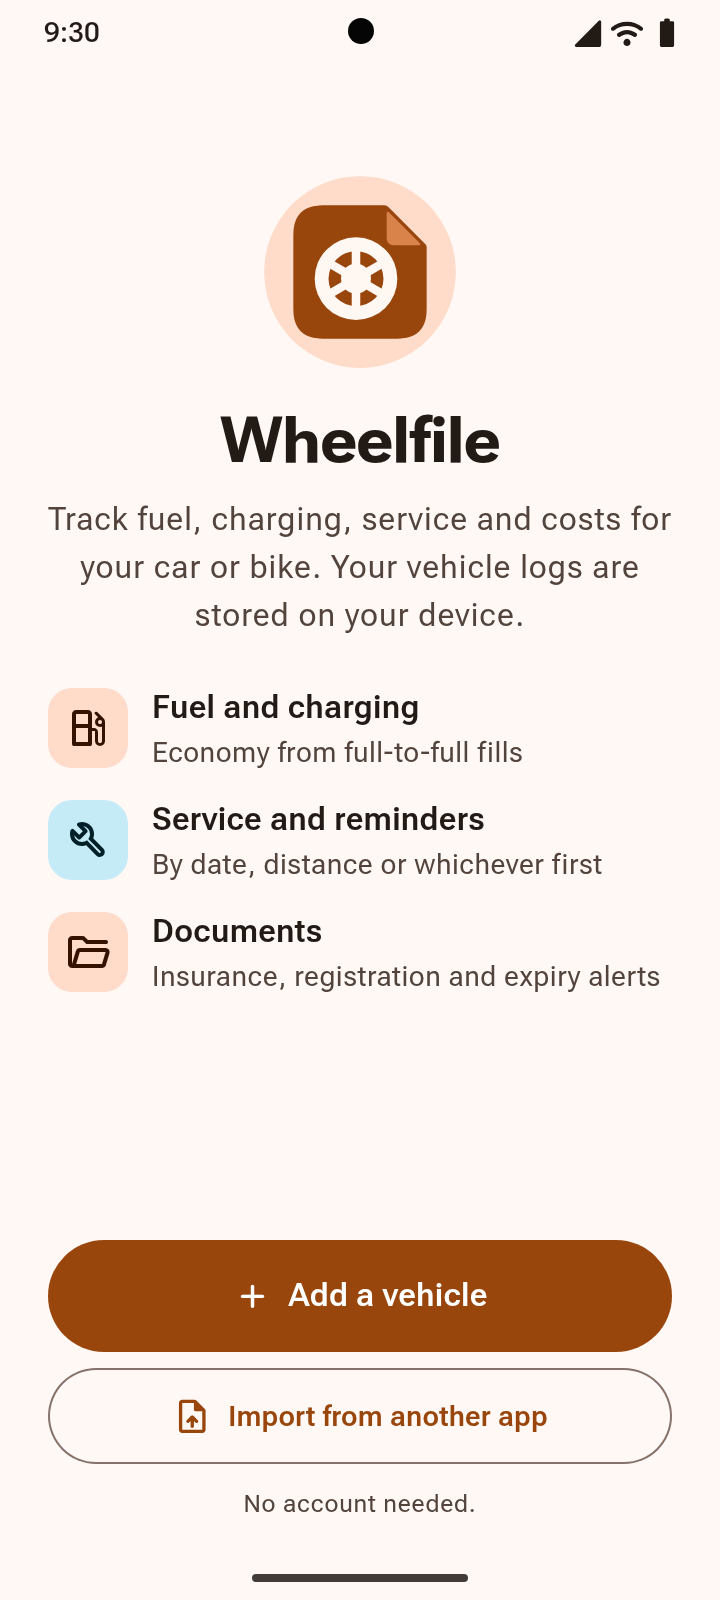 9:30
Wheelfile
Track fuel, charging, service and costs for
your car or bike. Your vehicle logs are
stored on your device.
Fuel and charging
Economy from full-to-full fills
Service and reminders
By date, distance or whichever first
Documents
Insurance, registration and expiry alerts
Add a vehicle
Import from another app
No account needed.